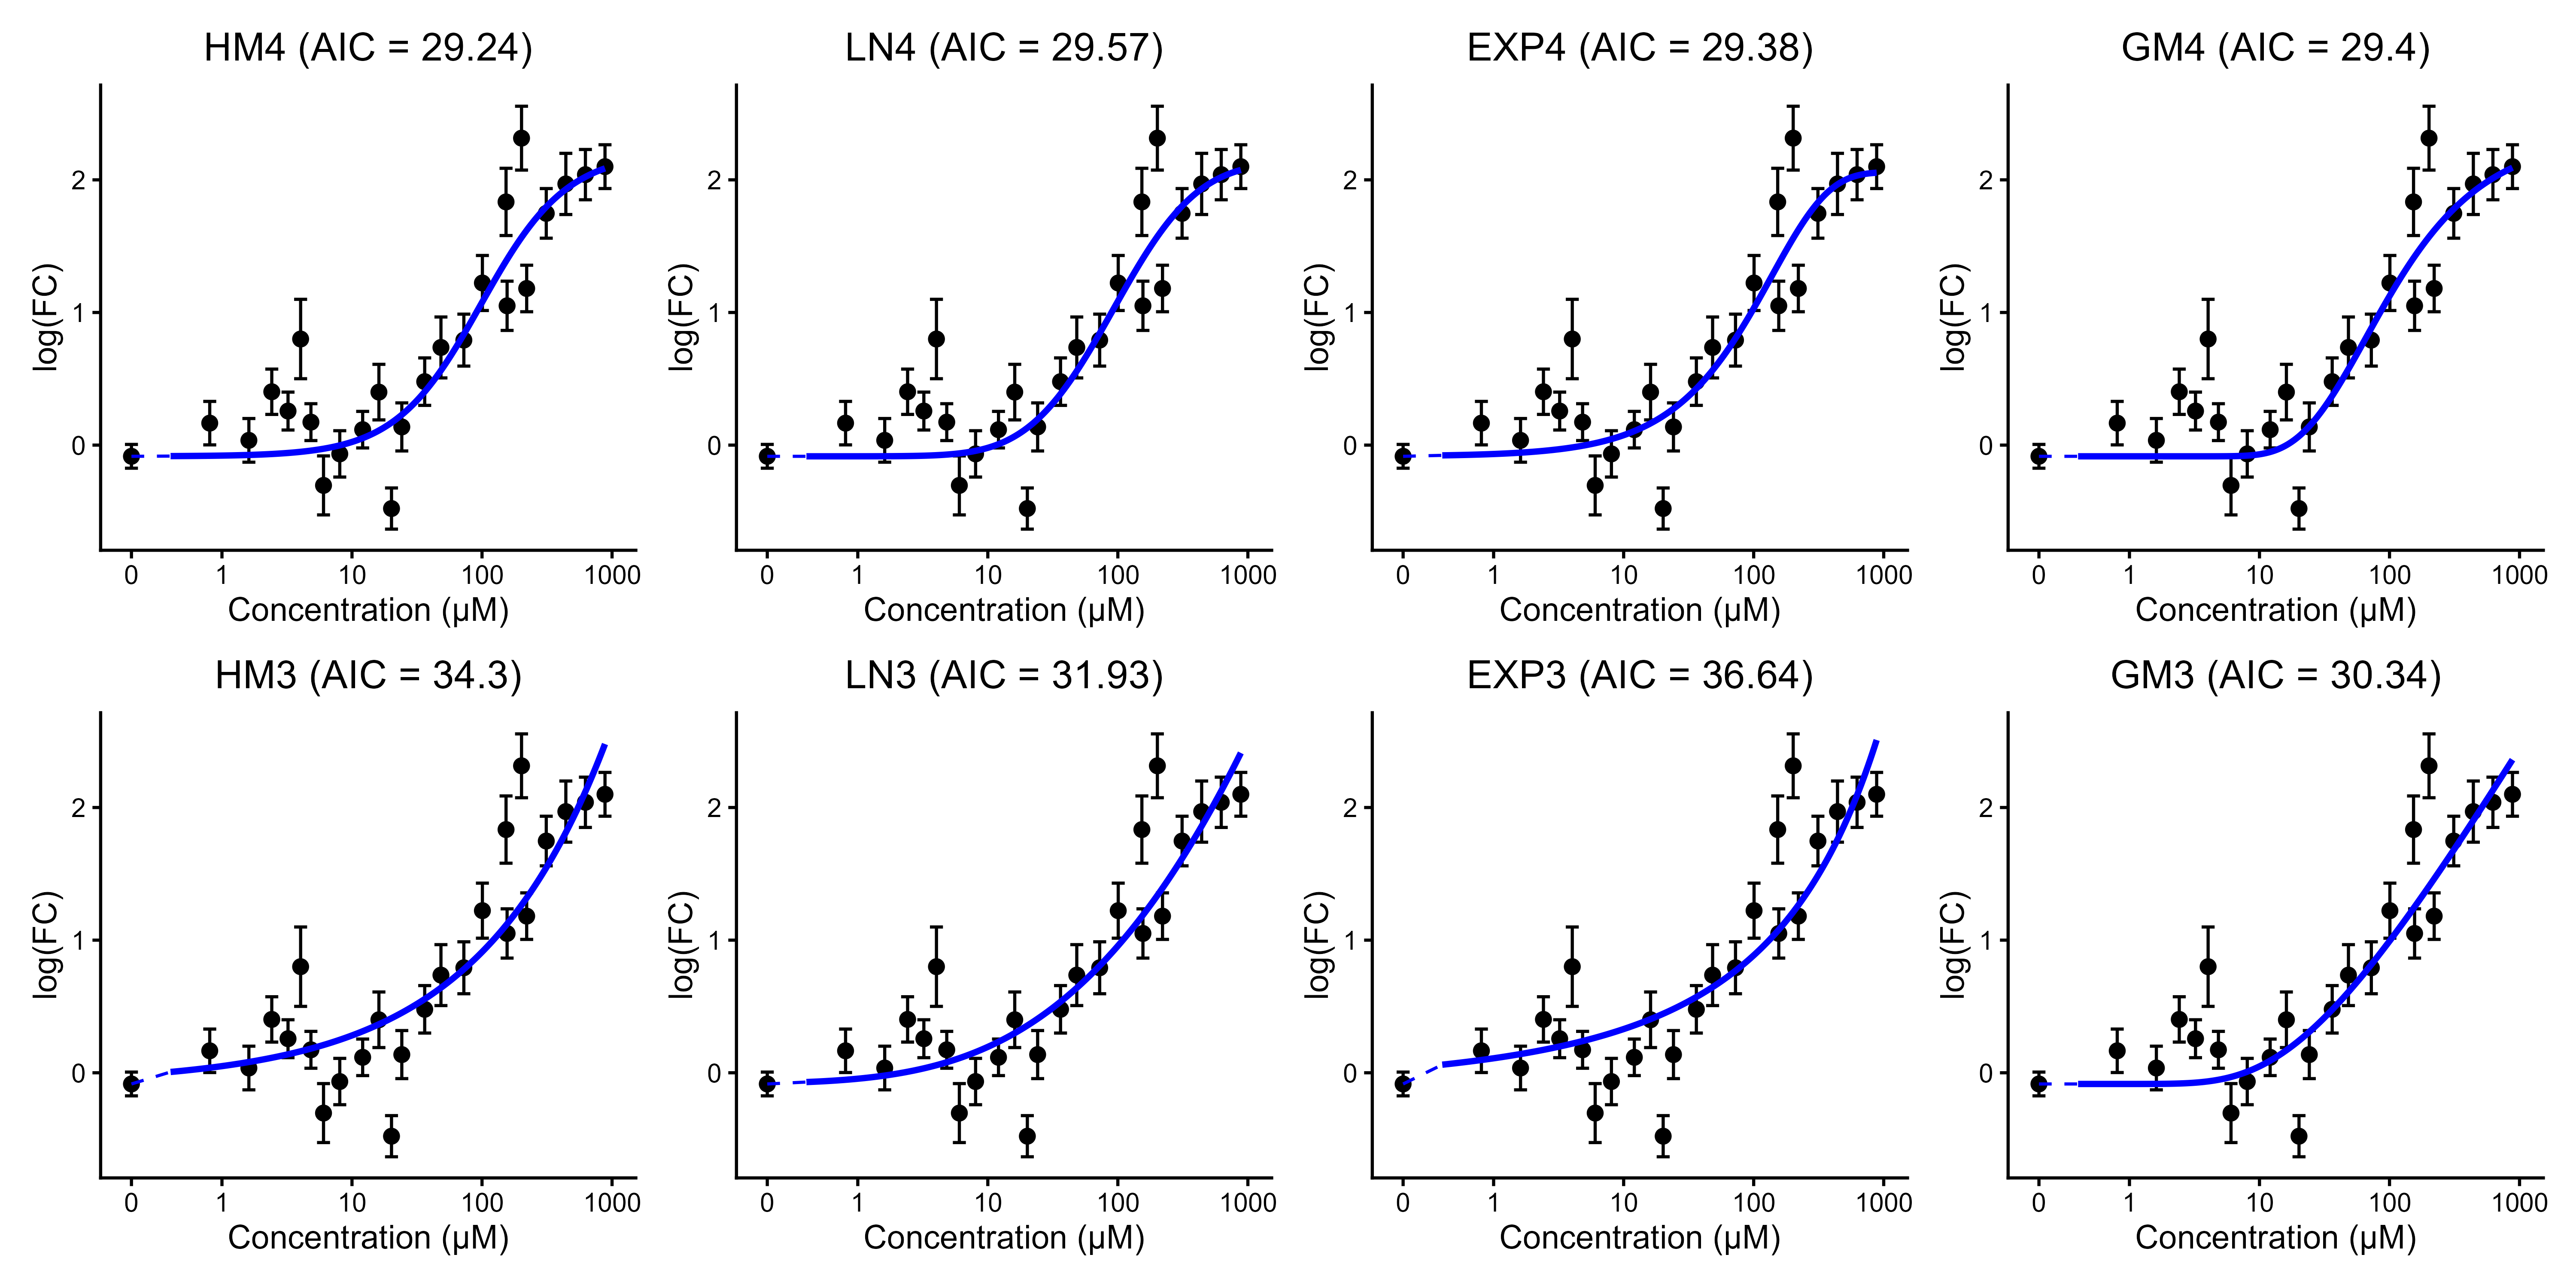 HM4 (AIC = 29.24)
log(FC)
2
1
0
0 1 10 100 1000
Concentration (µM)
LN4 (AIC = 29.57)
log(FC)
2
1
0
0 1 10 100 1000
Concentration (µM)
EXP4 (AIC = 29.38)
log(FC)
2
1
0
0 1 10 100 1000
Concentration (µM)
GM4 (AIC = 29.4)
log(FC)
2
1
0
0 1 10 100 1000
Concentration (µM)
HM3 (AIC = 34.3)
log(FC)
2
1
0
0 1 10 100 1000
Concentration (µM)
LN3 (AIC = 31.93)
log(FC)
2
1
0
0 1 10 100 1000
Concentration (µM)
EXP3 (AIC = 36.64)
log(FC)
2
1
0
0 1 10 100 1000
Concentration (µM)
GM3 (AIC = 30.34)
log(FC)
2
1
0
0 1 10 100 1000
Concentration (µM)